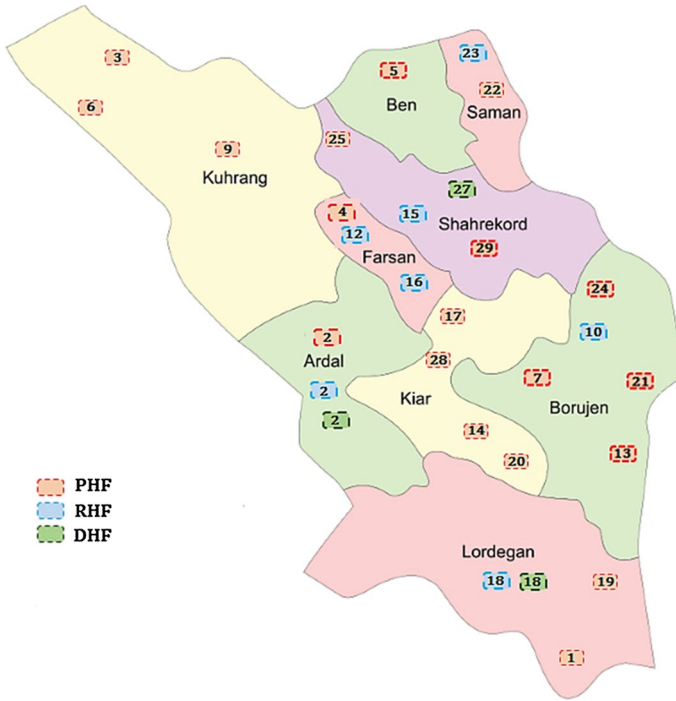 3
23
5
22
6
Ben
Saman
25
9
Kuhrang
27
4
15
12
Shahrekord
29
Farsan
16
24
17
10
2
28
Ardal
7
21
2
Kiar
Borujen
2
14
13
20
PHF
RHF
DHF
Lordegan
18
18
19
1